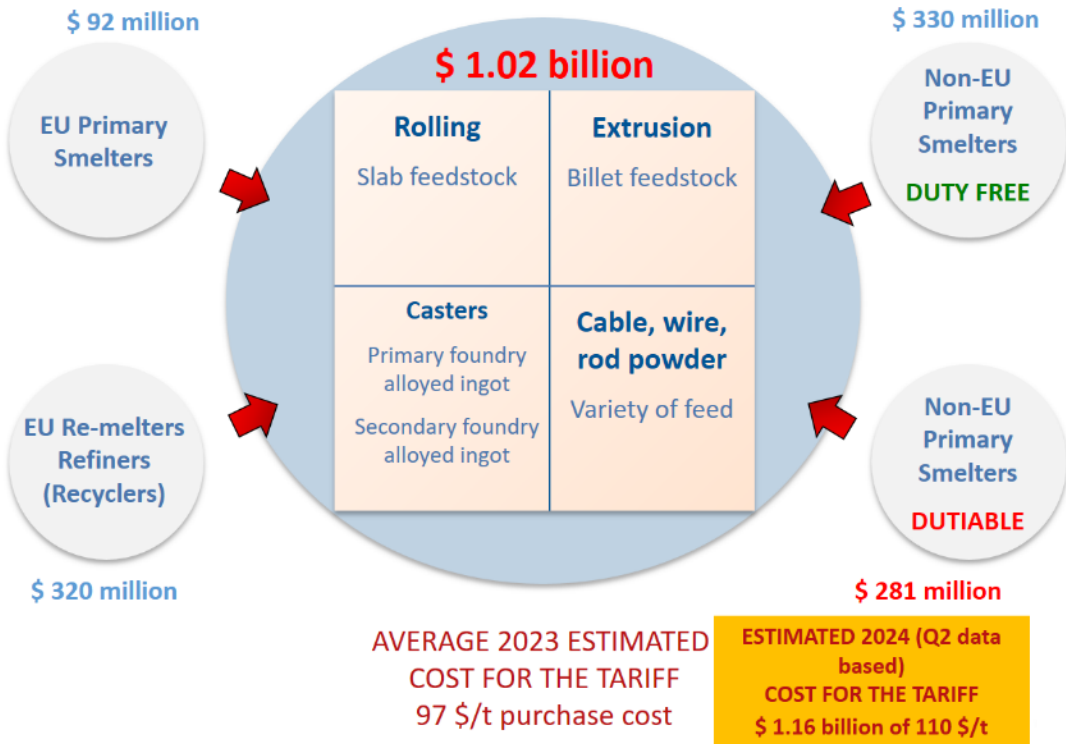 $ 92 million
EU Primary
Smelters
$ 330 million
Non-EU
Primary
Smelters
DUTY FREE
$ 1.02 billion
Rolling
Slab feedstock
Extrusion
Billet feedstock
Casters
Primary foundry
alloyed ingot
Secondary foundry
alloyed ingot
Cable, wire,
rod powder
Variety of feed
EU Re-melters
Refiners
(Recyclers)
$ 320 million
Non-EU
Primary
Smelters
DUTIABLE
$ 281 million
AVERAGE 2023 ESTIMATED
COST FOR THE TARIFF
97 $/t purchase cost
ESTIMATED 2024 (Q2 data
based)
COST FOR THE TARIFF
$ 1.16 billion of 110 $/t